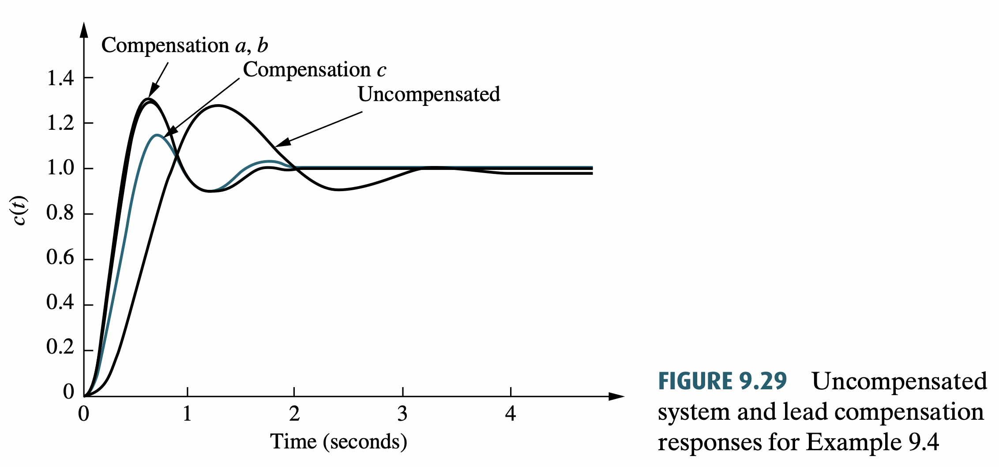 Compensation a, b
Compensation c
Uncompensated
1.4
1.2
1.0
0.8
0.6
0.4
0.2
0
c(t)
0 1 2 3 4
Time (seconds)
FIGURE 9.29 Uncompensated
system and lead compensation
responses for Example 9.4